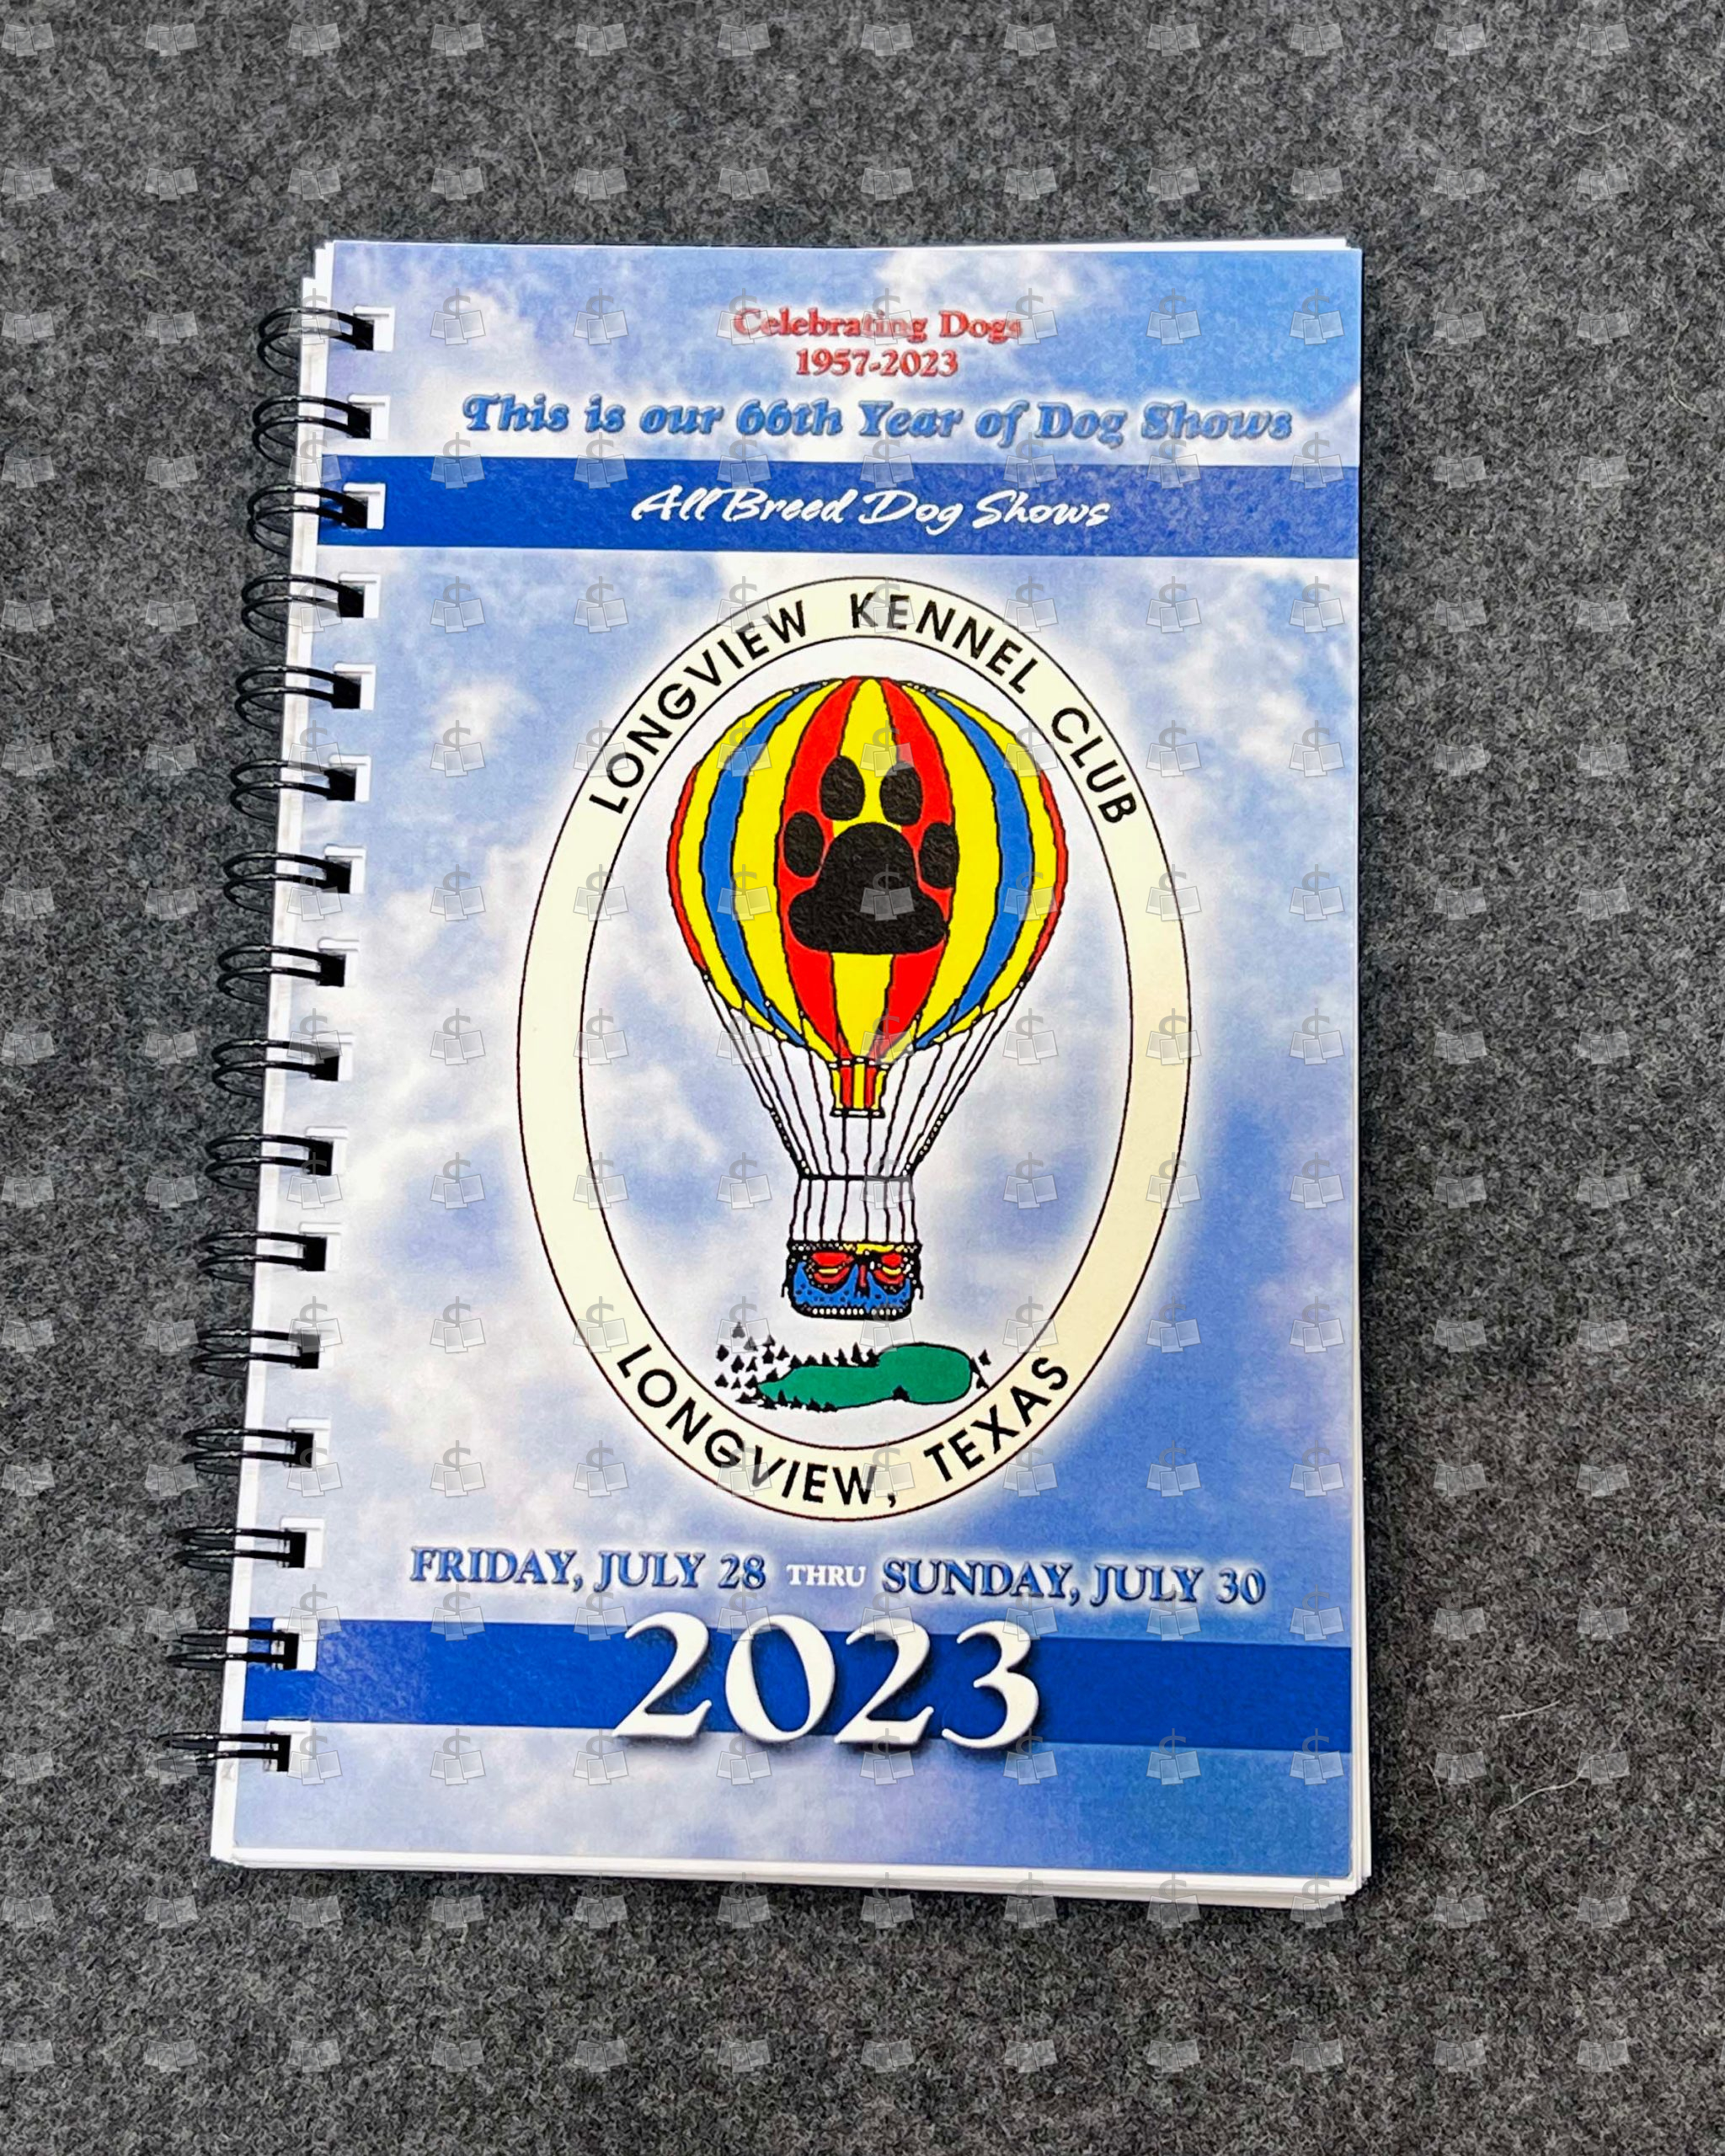 Celebrating Dogs
1957-2023
This is our 66th Year of Dog Shows
All Breed Dog Shows
LONGVIEW KENNEL CLUB
LONGVIEW, TEXAS
FRIDAY, JULY 28 THRU SUNDAY, JULY 30
2023